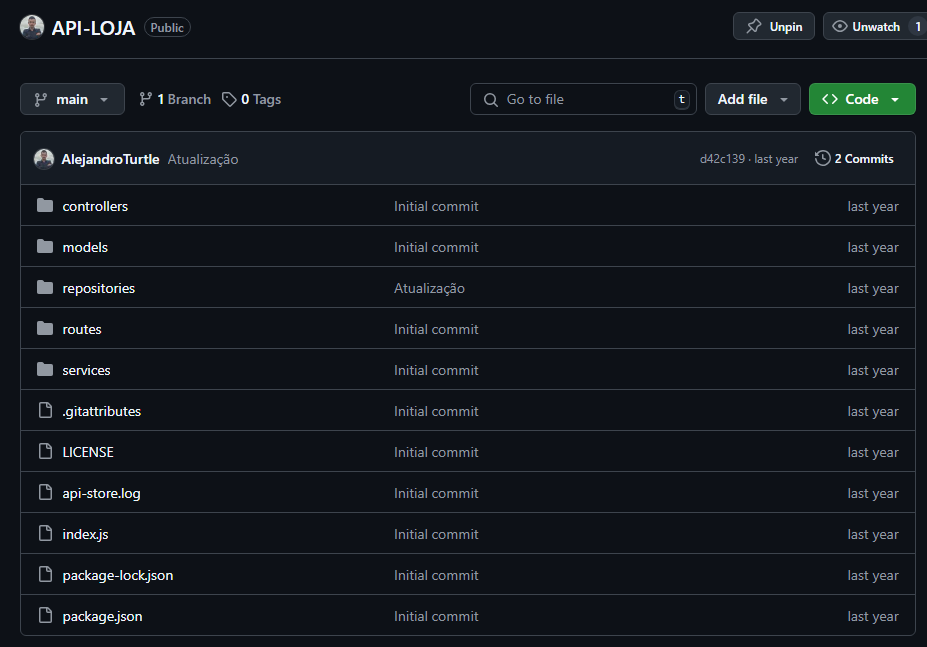 API-LOJA Public Unpin Unwatch 1
main 1 Branch 0 Tags Go to file t Add file Code
AlejandroTurtle Atualização d42c139 · last year 2 Commits
controllers Initial commit last year
models Initial commit last year
repositories Atualização last year
routes Initial commit last year
services Initial commit last year
.gitattributes Initial commit last year
LICENSE Initial commit last year
api-store.log Initial commit last year
index.js Initial commit last year
package-lock.json Initial commit last year
package.json Initial commit last year